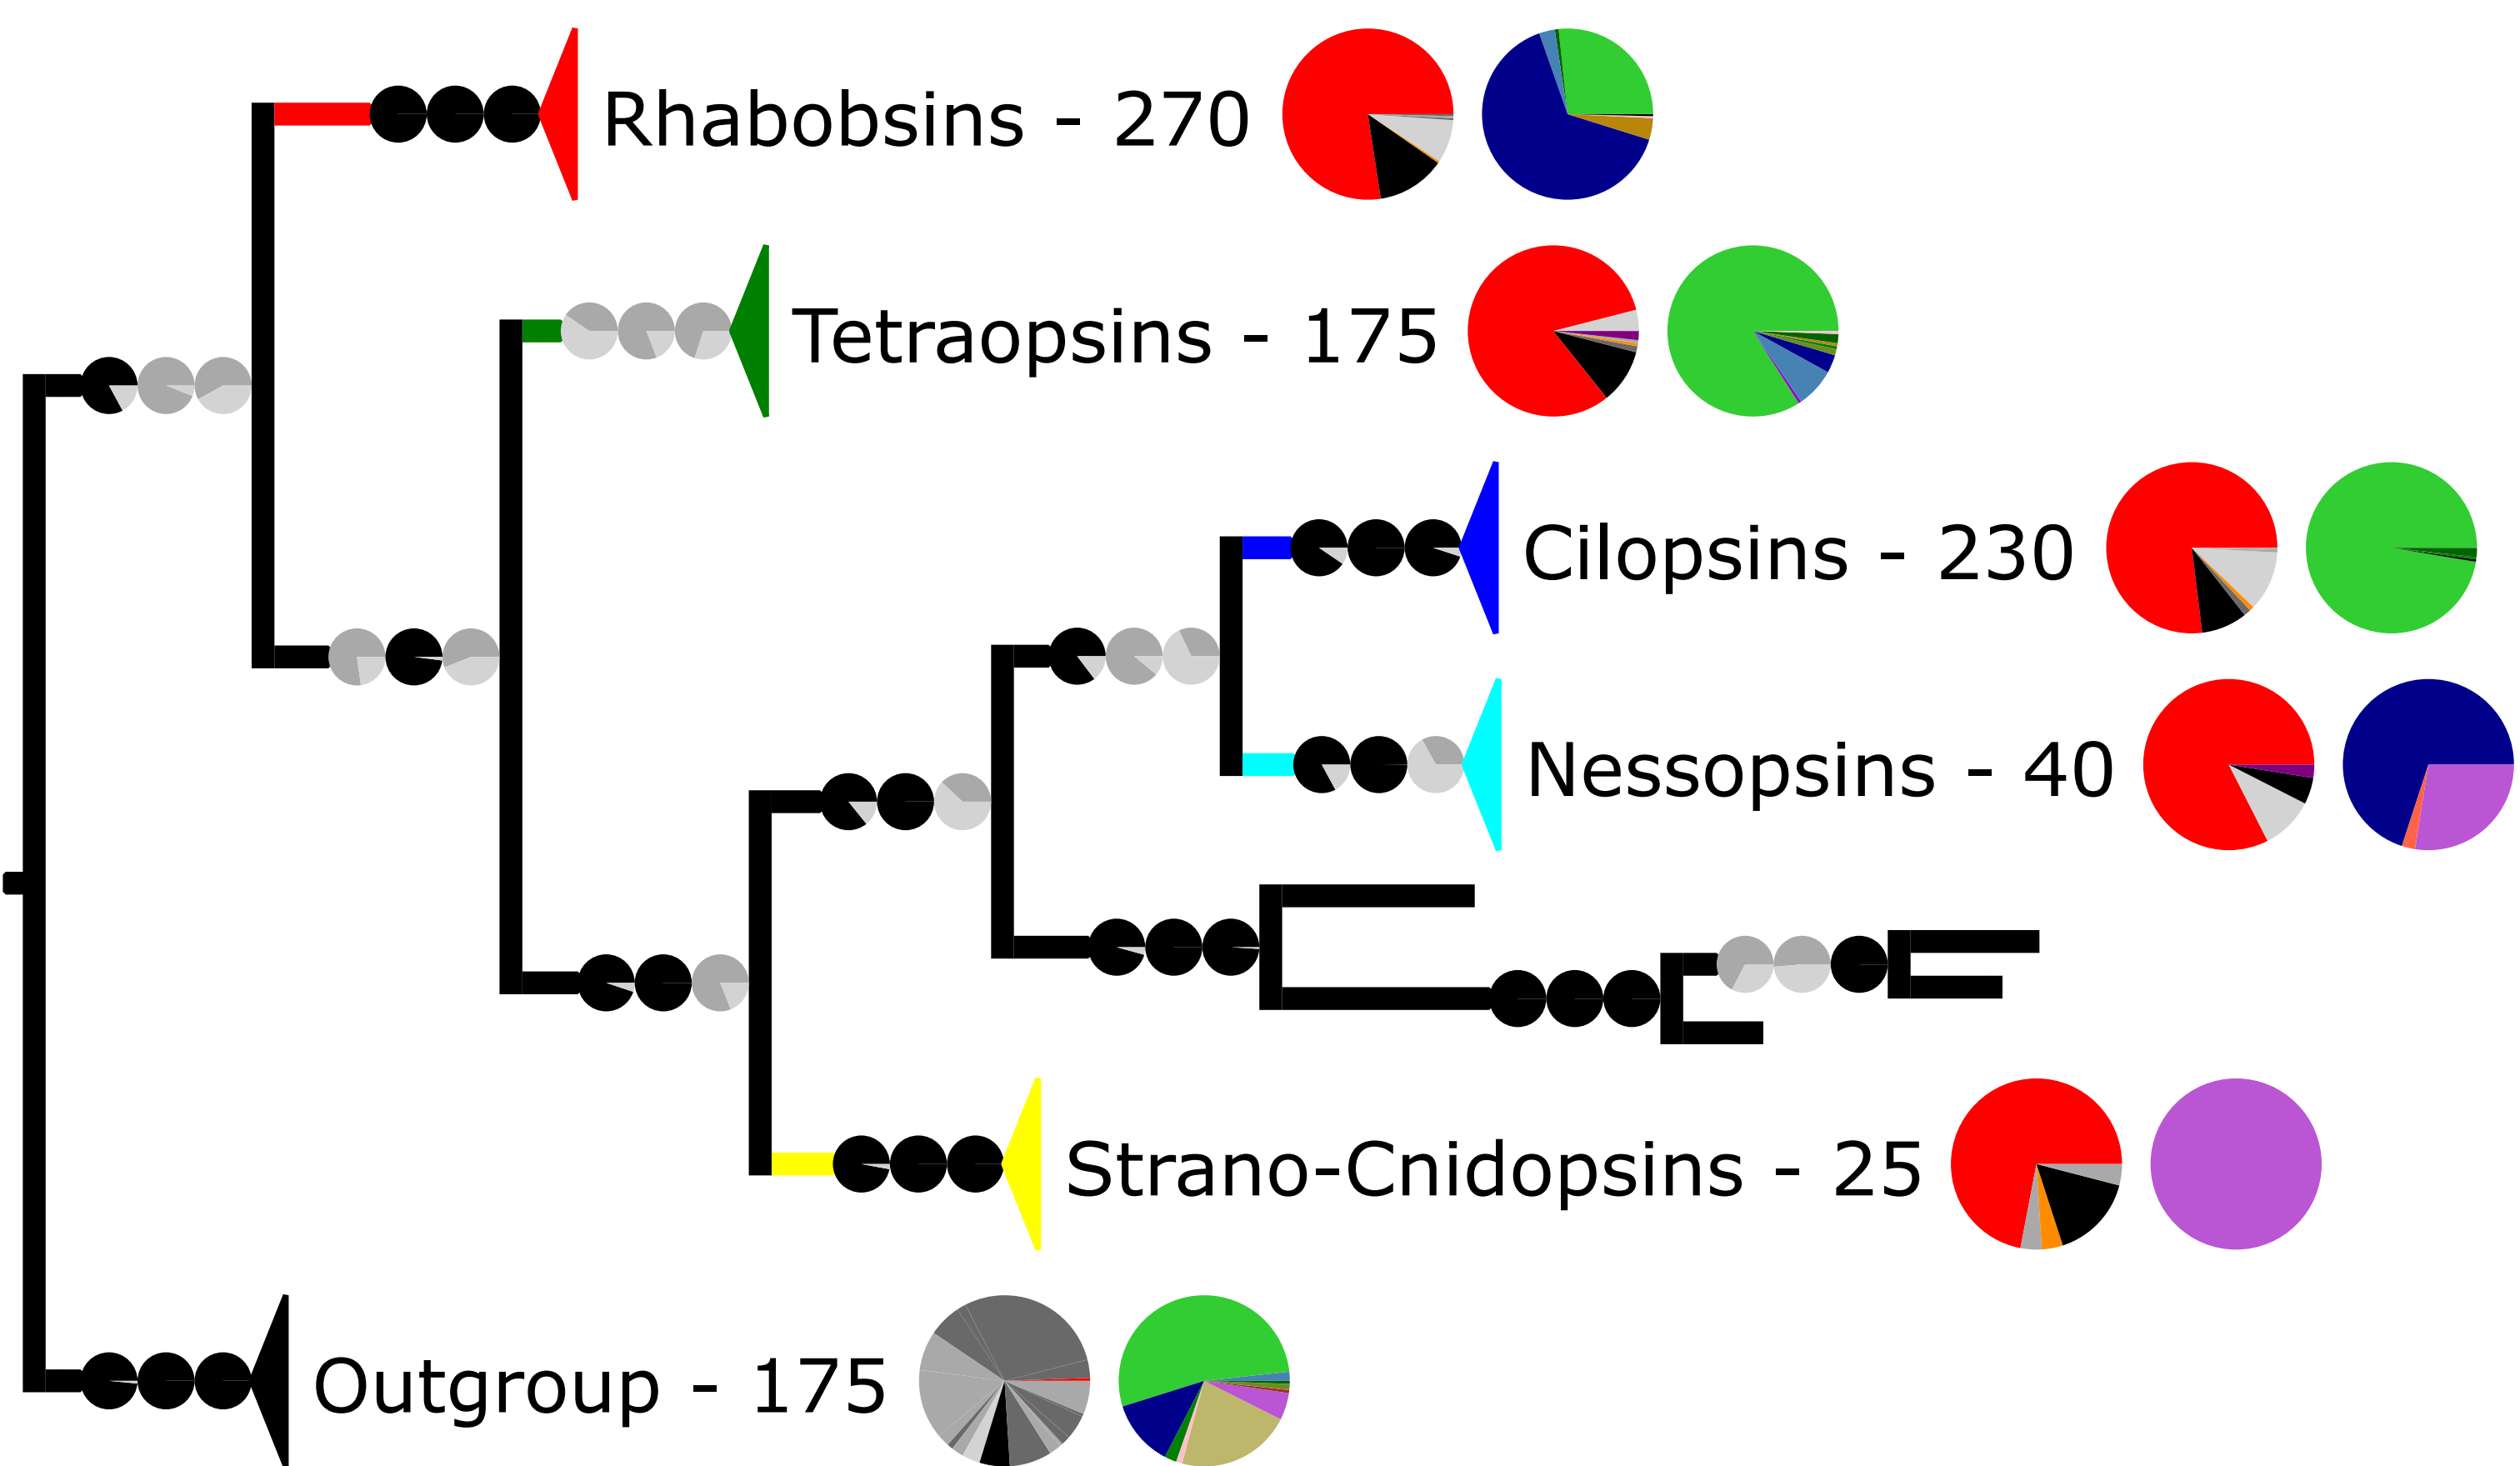 Rhabobsins - 270
Tetraopsins - 175
Cilopsins - 230
Nessopsins - 40
Strano-Cnidopsins - 25
Outgroup - 175